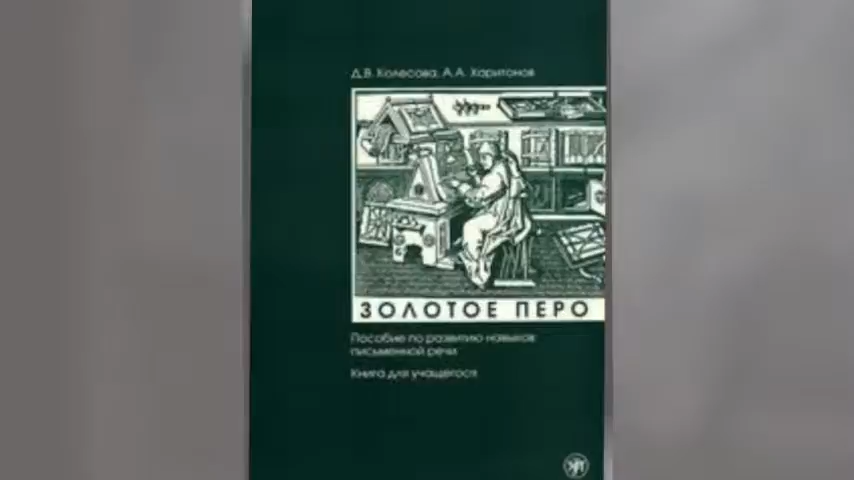 Д.В. Колесова, А.А. Харитонов
ЗОЛОТОЕ ПЕРО
Пособие по развитию навыков
письменной речи
Книга для учащегося